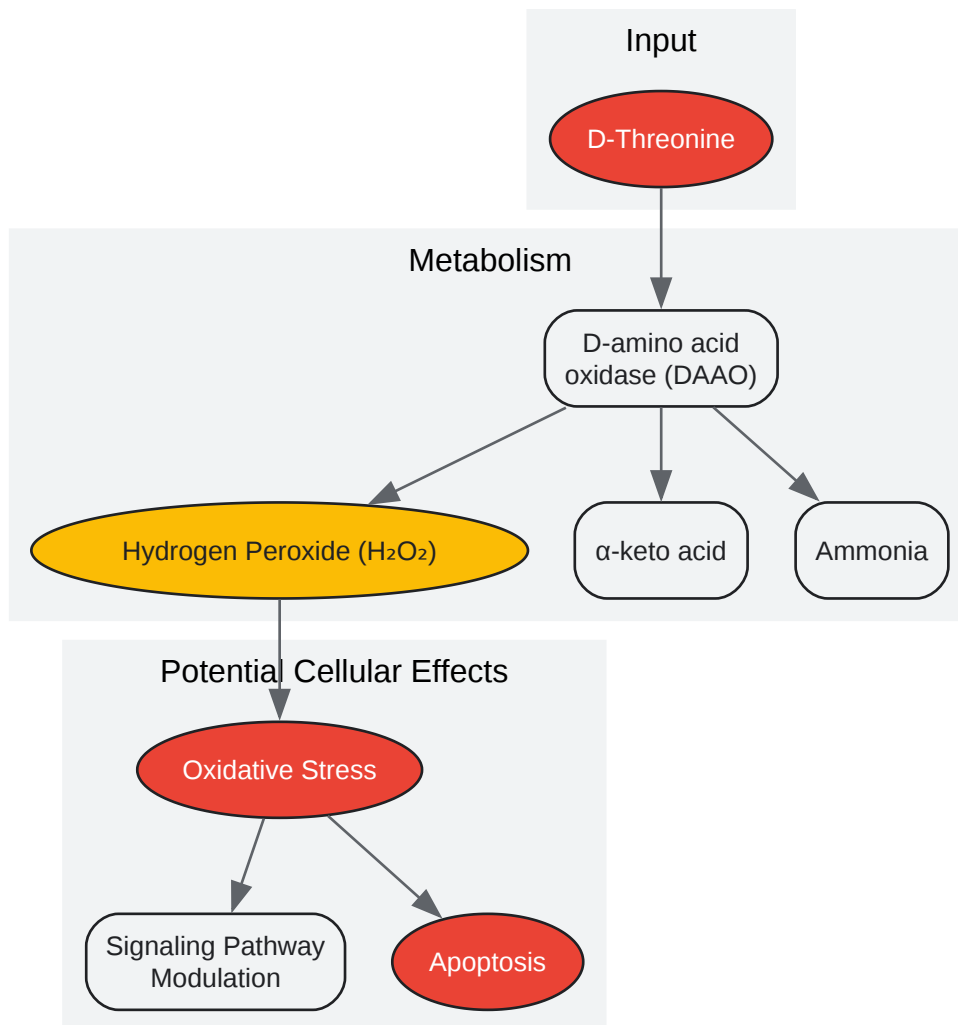 Input
D-Threonine
Metabolism
D-amino acid
oxidase (DAAO)
Hydrogen Peroxide (H₂O₂)
α-keto acid
Ammonia
Potential Cellular Effects
Oxidative Stress
Signaling Pathway
Modulation
Apoptosis